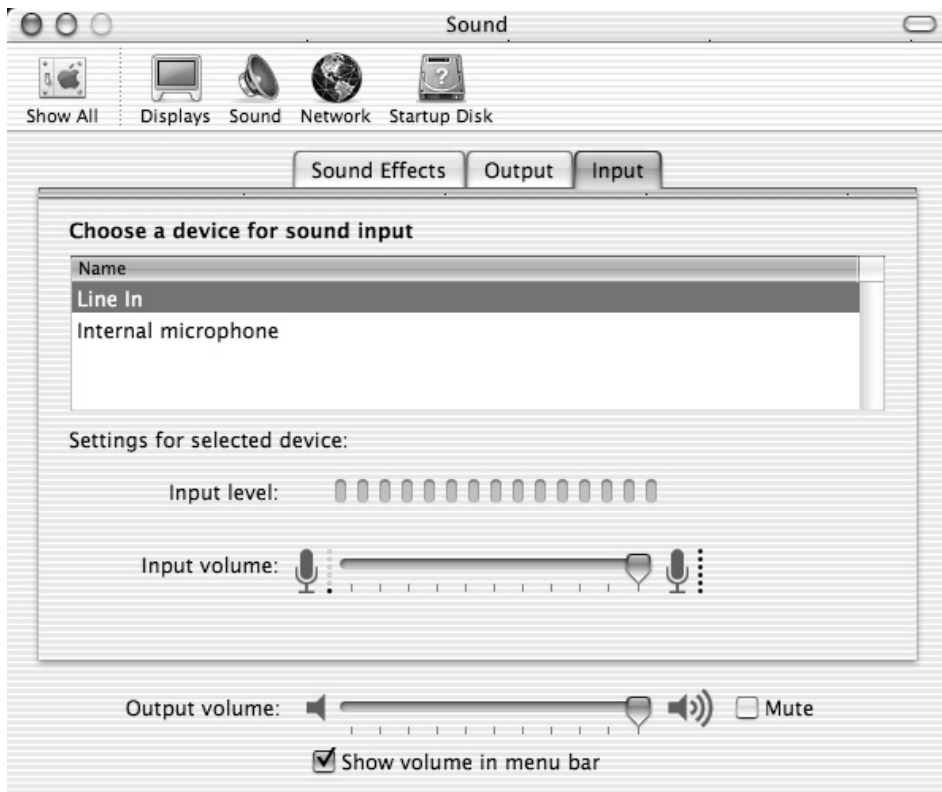 Sound
Show All Displays Sound Network Startup Disk
Sound Effects Output Input
Choose a device for sound input
Name
Line In
Internal microphone
Settings for selected device:
Input level:
Input volume:
Output volume: Mute
Show volume in menu bar